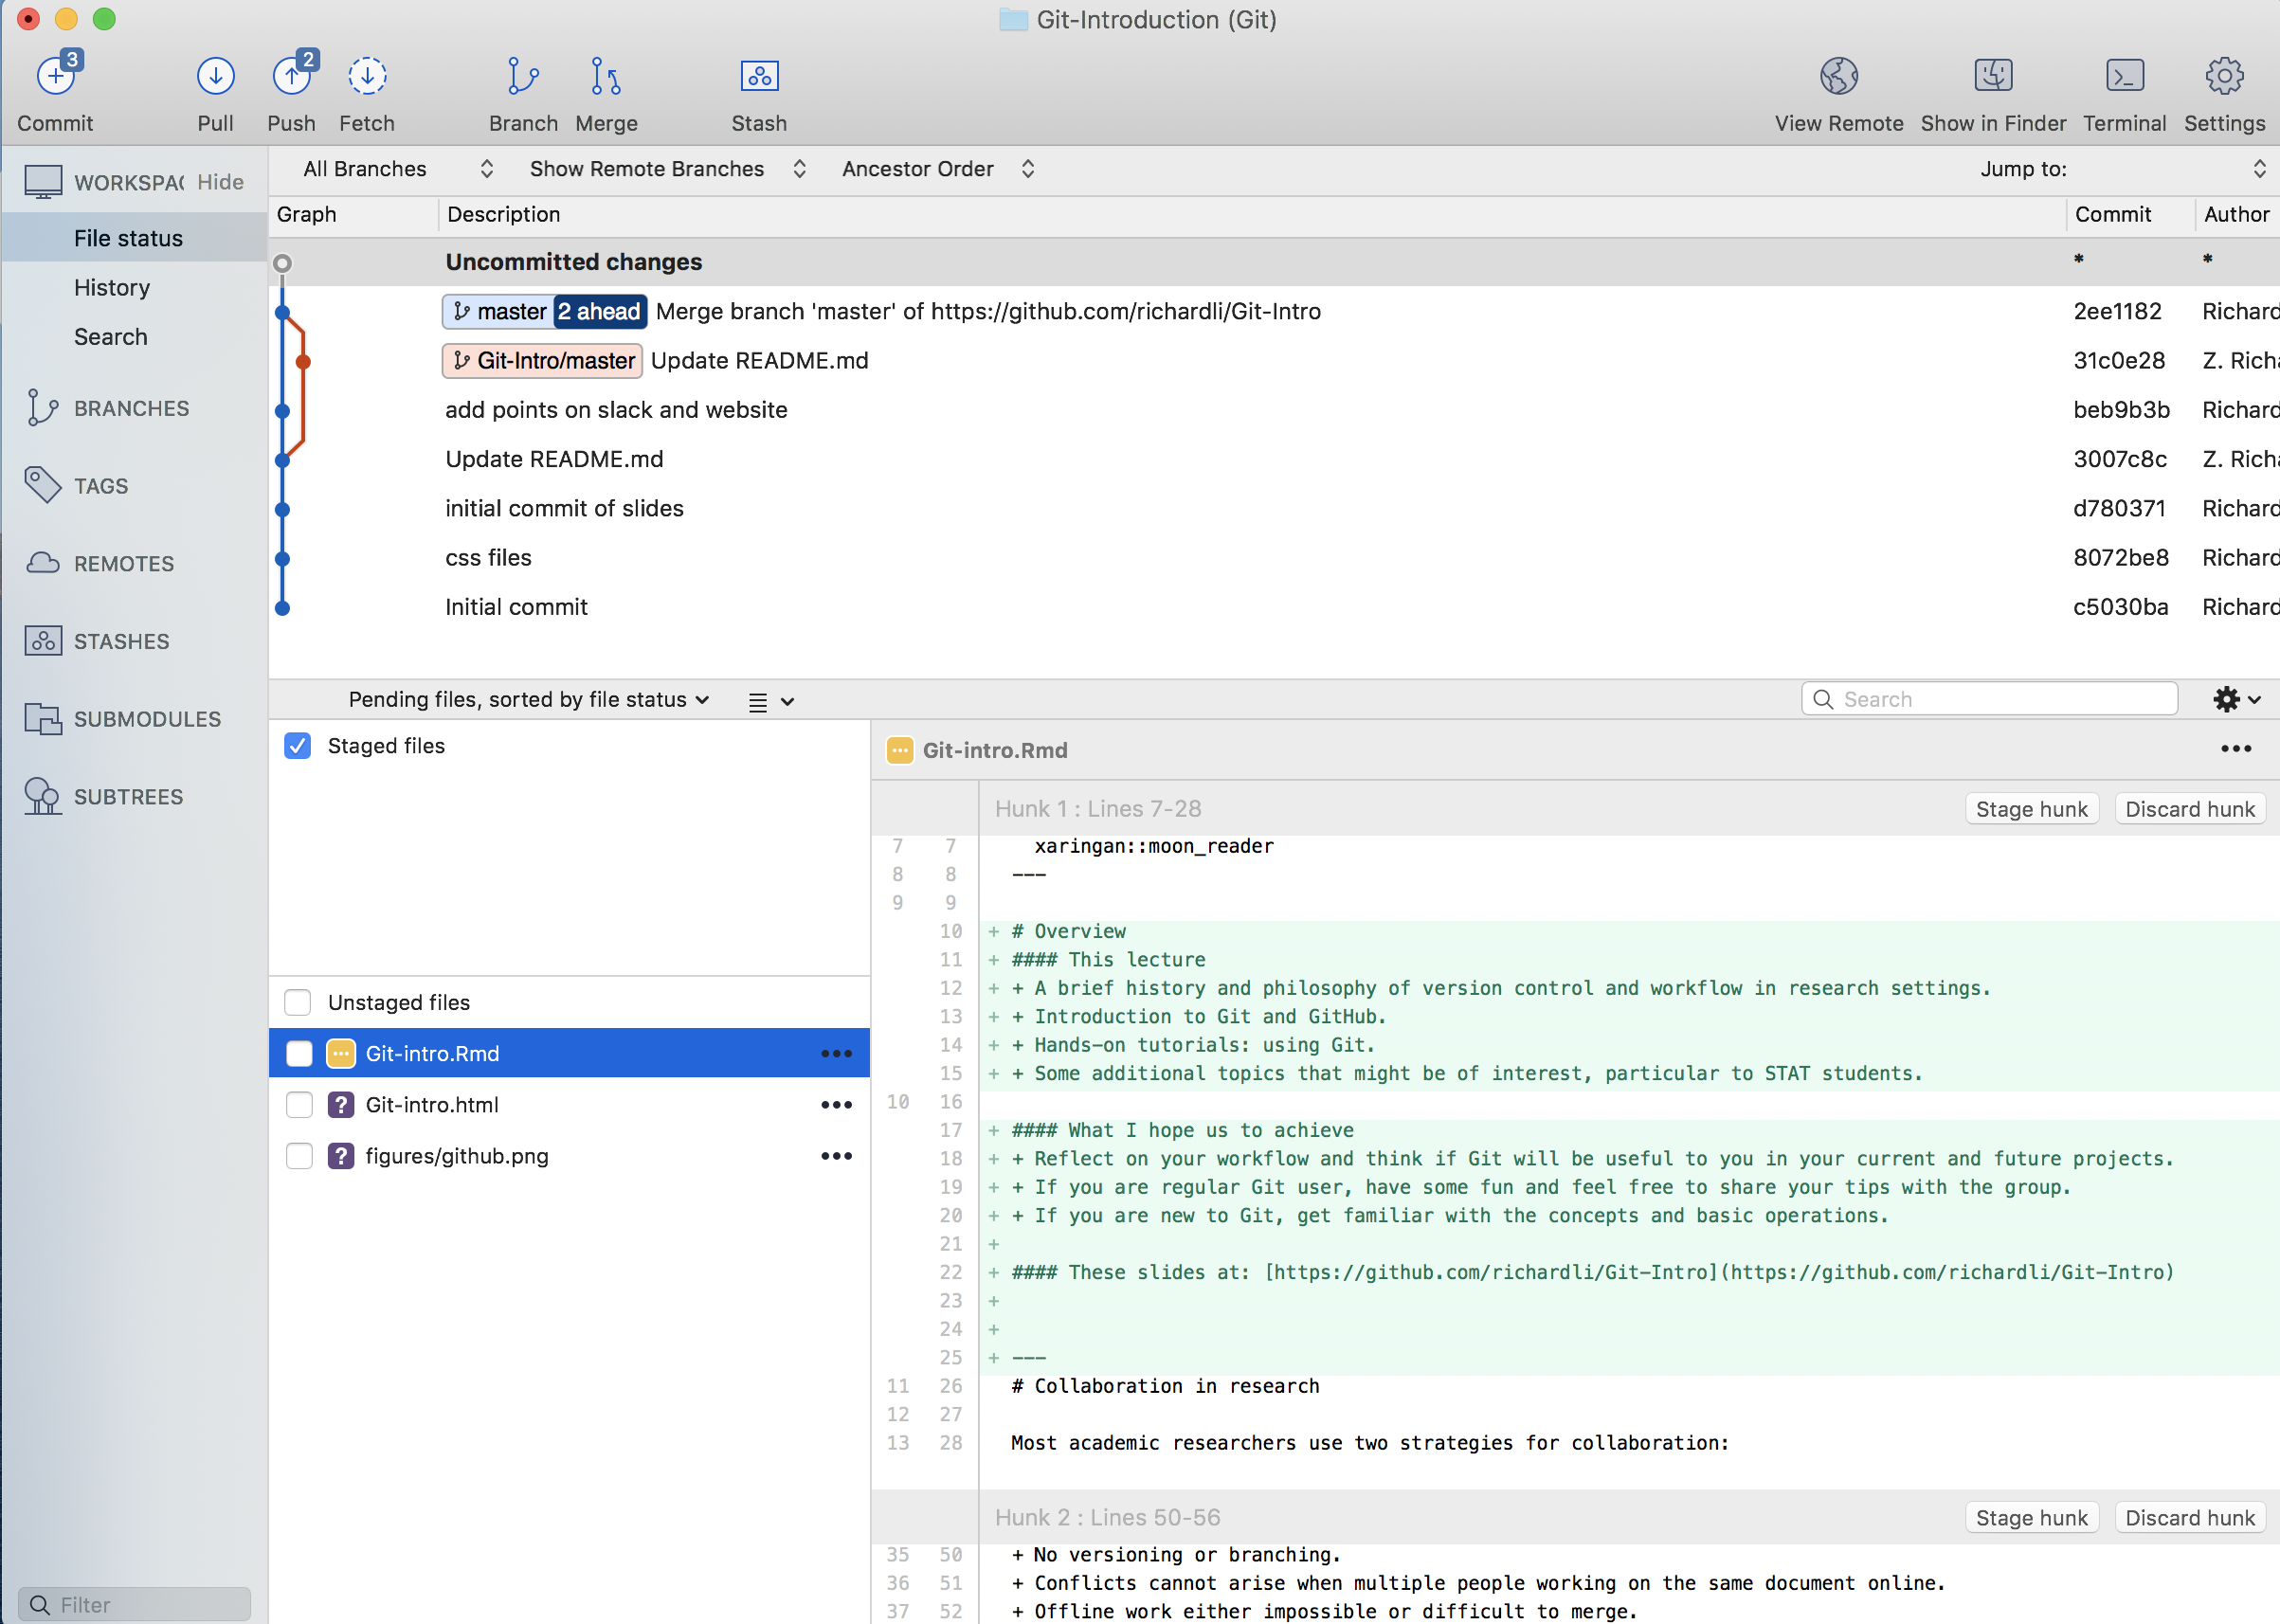 Git-Introduction (Git)
3
2
Commit
Pull
Push
Fetch
Branch
Merge
Stash
View Remote
Show in Finder
Terminal
Settings
WORKSPAC Hide
File status
History
Search
BRANCHES
TAGS
REMOTES
STASHES
SUBMODULES
SUBTREES
Filter
All Branches Show Remote Branches Ancestor Order Jump to:
Graph Description Commit Author
Uncommitted changes * *
master 2 ahead Merge branch 'master' of https://github.com/richardli/Git-Intro 2ee1182 Richard
Git-Intro/master Update README.md 31c0e28 Z. Rich
add points on slack and website beb9b3b Richard
Update README.md 3007c8c Z. Rich
initial commit of slides d780371 Richard
css files 8072be8 Richard
Initial commit c5030ba Richard
Pending files, sorted by file status Search
Staged files
Unstaged files
Git-intro.Rmd
? Git-intro.html
? figures/github.png
Git-intro.Rmd
Hunk 1 : Lines 7-28 Stage hunk Discard hunk
7 7 xaringan::moon_reader
8 8 ---
9 9
10 + # Overview
11 + #### This lecture
12 + + A brief history and philosophy of version control and workflow in research settings.
13 + + Introduction to Git and GitHub.
14 + + Hands-on tutorials: using Git.
15 + + Some additional topics that might be of interest, particular to STAT students.
10 16
17 + #### What I hope us to achieve
18 + + Reflect on your workflow and think if Git will be useful to you in your current and future projects.
19 + + If you are regular Git user, have some fun and feel free to share your tips with the group.
20 + + If you are new to Git, get familiar with the concepts and basic operations.
21 +
22 + #### These slides at: [https://github.com/richardli/Git-Intro](https://github.com/richardli/Git-Intro)
23 +
24 +
25 + ---
11 26 # Collaboration in research
12 27
13 28 Most academic researchers use two strategies for collaboration:
Hunk 2 : Lines 50-56 Stage hunk Discard hunk
35 50 + No versioning or branching.
36 51 + Conflicts cannot arise when multiple people working on the same document online.
37 52 + Offline work either impossible or difficult to merge.